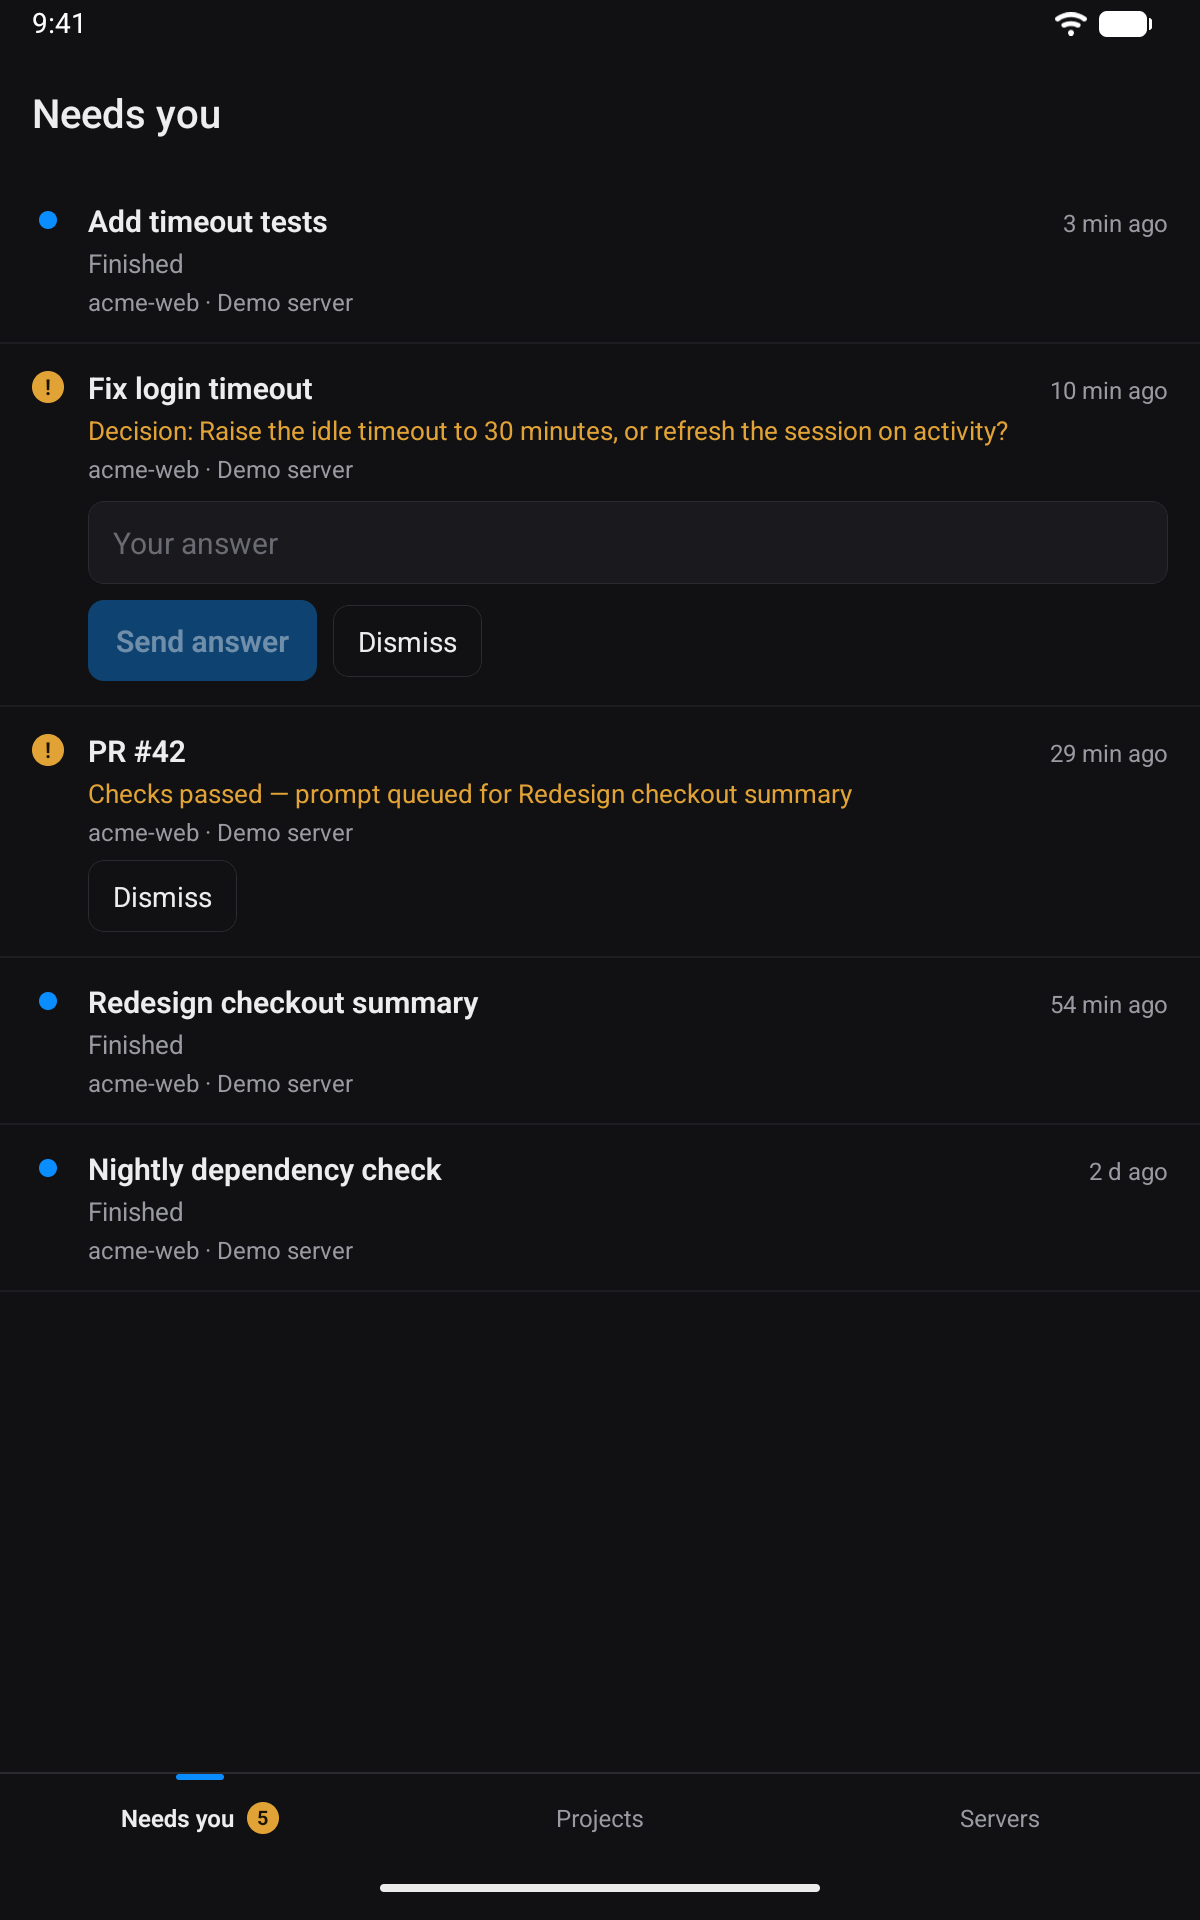 9:41
Needs you
Add timeout tests
3 min ago
Finished
acme-web · Demo server
!
Fix login timeout
10 min ago
Decision: Raise the idle timeout to 30 minutes, or refresh the session on activity?
acme-web · Demo server
Your answer
Send answer
Dismiss
!
PR #42
29 min ago
Checks passed — prompt queued for Redesign checkout summary
acme-web · Demo server
Dismiss
Redesign checkout summary
54 min ago
Finished
acme-web · Demo server
Nightly dependency check
2 d ago
Finished
acme-web · Demo server
Needs you 5
Projects
Servers